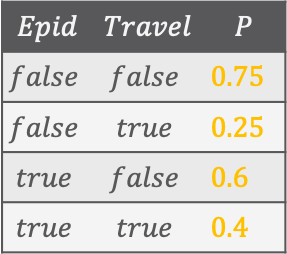 Epid Travel P
false false 0.75
false true 0.25
true false 0.6
true true 0.4